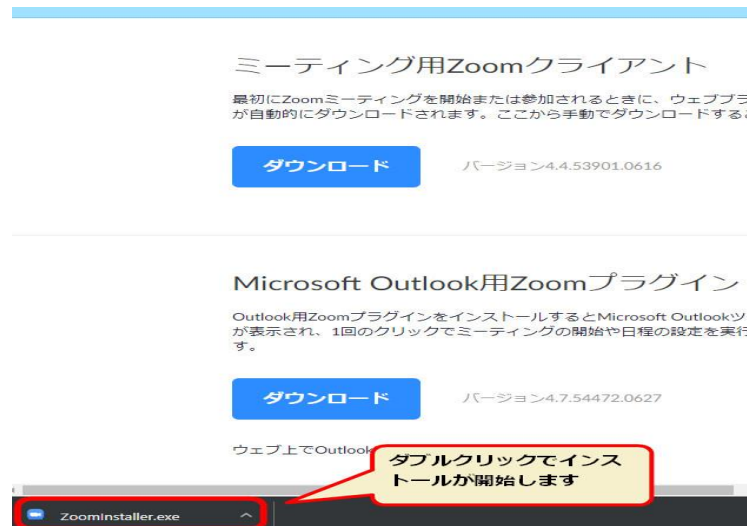 ミーティング用Zoomクライアント
最初にZoomミーティングを開始または参加されるときに、ウェブブラ
が自動的にダウンロードされます。ここから手動でダウンロードする
ダウンロード バージョン4.4.53901.0616
Microsoft Outlook用Zoomプラグイン
Outlook用ZoomプラグインをインストールするとMicrosoft Outlookツ
が表示され、1回のクリックでミーティングの開始や日程の設定を実行
す。
ダウンロード バージョン4.7.54472.0627
ウェブ上でOutlook
ダブルクリックでインス
トールが開始します
ZoomInstaller.exe